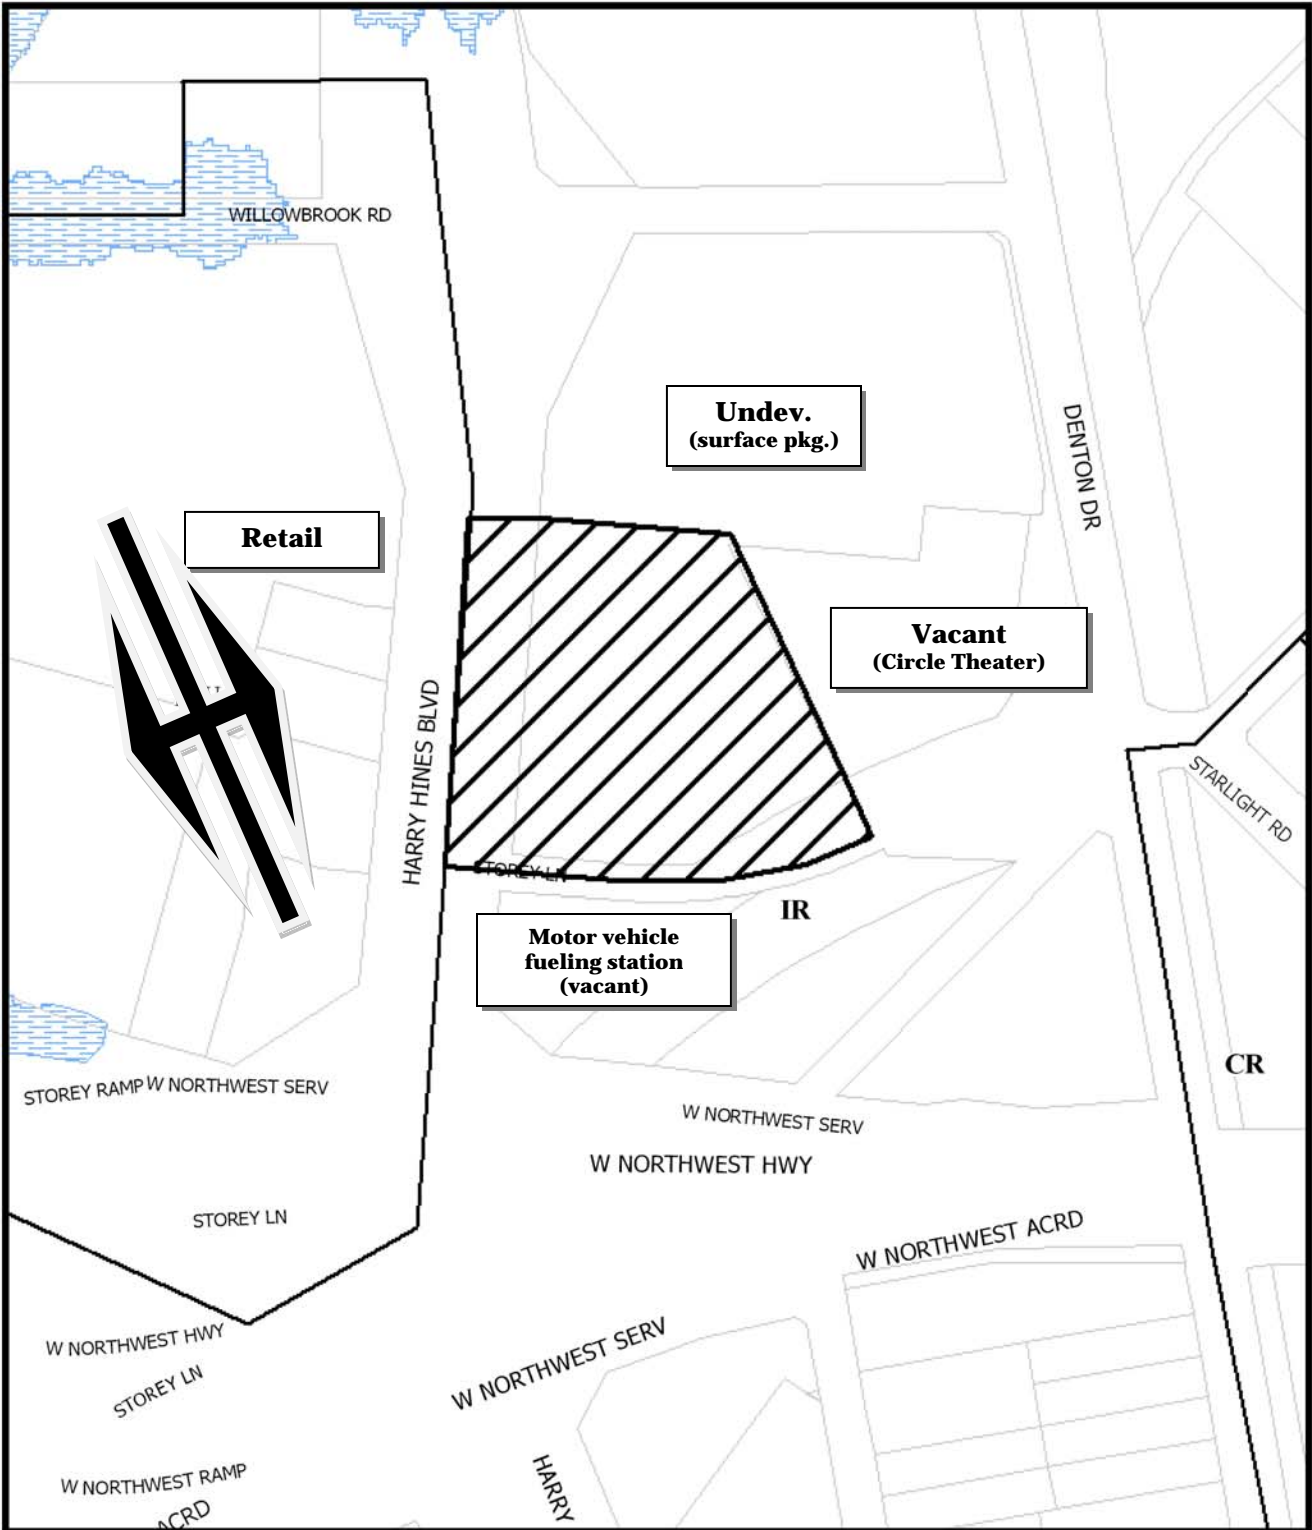 WILLOWBROOK RD
Undev.
(surface pkg.)
DENTON DR
Retail
Vacant
(Circle Theater)
HARRY HINES BLVD
STARLIGHT RD
STOREY LN
IR
Motor vehicle
fueling station
(vacant)
CR
STOREY RAMP
W NORTHWEST SERV
W NORTHWEST SERV
W NORTHWEST HWY
STOREY LN
W NORTHWEST ACRD
W NORTHWEST HWY
W NORTHWEST SERV
STOREY LN
W NORTHWEST RAMP
HARRY
ACRD